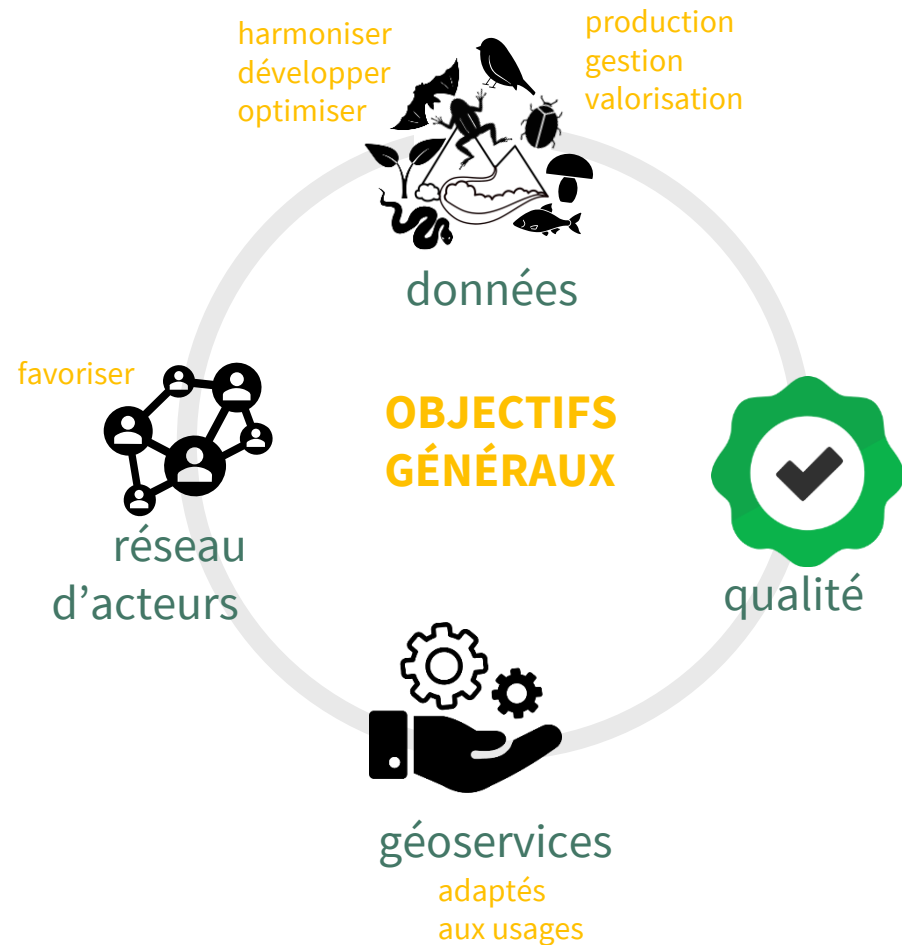 harmoniser
développer
optimiser
production
gestion
valorisation
données
favoriser
OBJECTIFS
GÉNÉRAUX
réseau
d’acteurs
qualité
géoservices
adaptés
aux usages